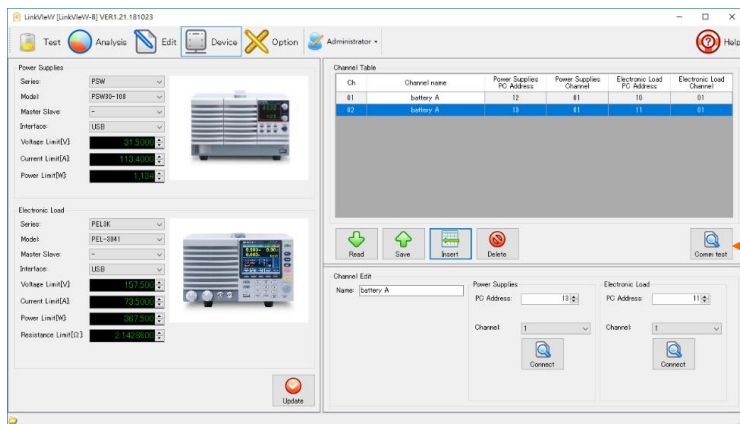 LinkVIeW [LinkVIeW-B] VER1.21.181023
Test Analysis Edit Device Option Administrator Help
Power Supplies
Series: PSW
Model: PSW30-108
Master Slave: -
Interface: USB
Voltage Limit[V]: 31.5000
Current Limit[A]: 113.4000
Power Limit[W]: 1,134
Electronic Load
Series: PEL3K
Model: PEL-3041
Master Slave: -
Interface: USB
Voltage Limit[V]: 157.500
Current Limit[A]: 73.5000
Power Limit[W]: 367.500
Resistance Limit[Ω]: 2.1429600
Update
Channel Table
Ch Channel name Power Supplies PC Address Power Supplies Channel Electronic Load PC Address Electronic Load Channel
01 battery A 12 01 10 01
02 battery A 13 01 11 01
Read Save Insert Delete Comm test
Channel Edit
Name: battery A
Power Supplies
PC Address: 13
Channel: 1
Connect
Electronic Load
PC Address: 11
Channel: 1
Connect